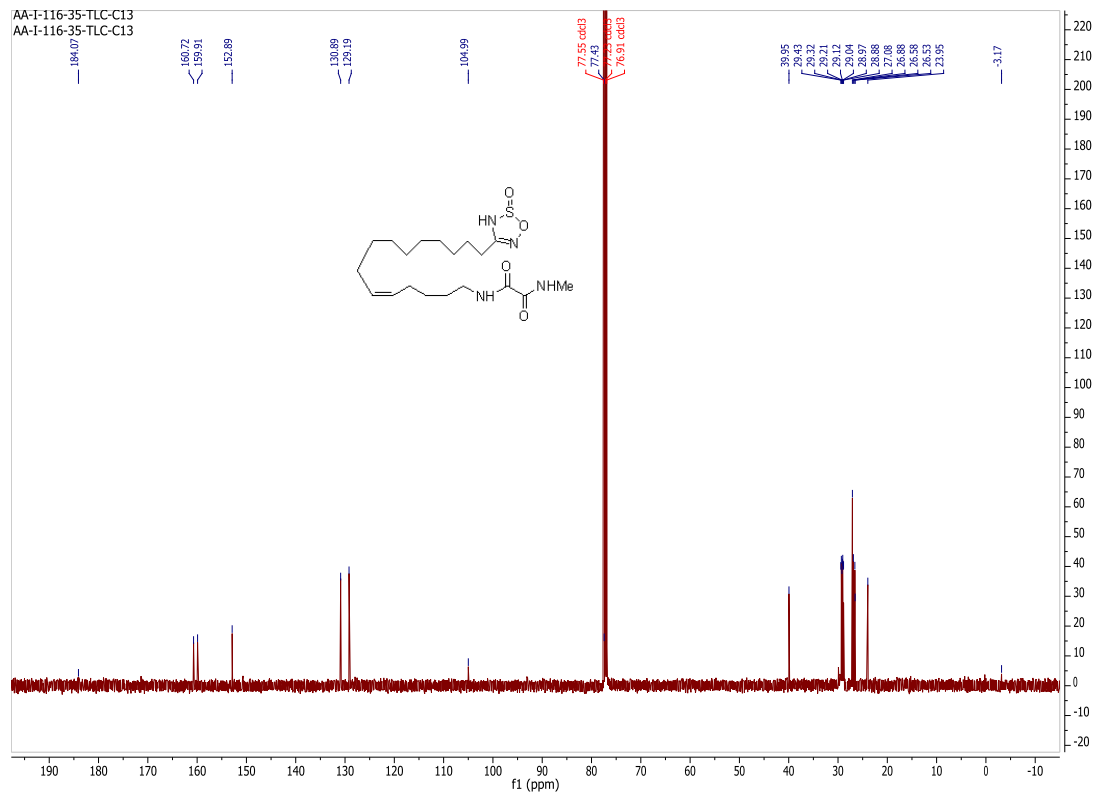 AA-I-116-35-TLC-C13
AA-I-116-35-TLC-C13
184.07
160.72
159.91
152.89
130.89
129.19
104.99
77.55 cdcl3
77.43
77.23 cdcl3
76.91 cdcl3
39.95
29.43
29.32
29.21
29.12
29.04
28.97
28.88
27.08
26.88
26.58
26.53
23.95
-3.17
O
S
HN
O
N
O
NH
NHMe
O
220
210
200
190
180
170
160
150
140
130
120
110
100
90
80
70
60
50
40
30
20
10
0
-10
-20
190 180 170 160 150 140 130 120 110 100 90 80 70 60 50 40 30 20 10 0 -10
f1 (ppm)